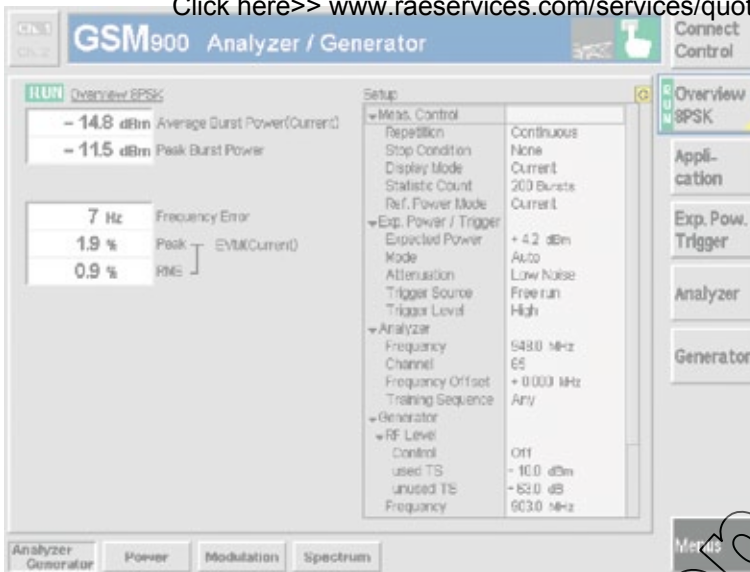 Click here>> www.raeservices.com/services/quot
Ch.1
Ch.2
GSM900 Analyzer / Generator
Connect
Control
RUN Overview 8PSK
- 14.8 dBm Average Burst Power(Current)
- 11.5 dBm Peak Burst Power
7 Hz Frequency Error
1.9 % Peak
EVM(Current)
0.9 % RMS
Setup
Meas. Control
Repetition Continuous
Stop Condition None
Display Mode Current
Statistic Count 200 Bursts
Ref. Power Mode Current
Exp. Power / Trigger
Expected Power + 4.2 dBm
Mode Auto
Attenuation Low Noise
Trigger Source Free run
Trigger Level High
Analyzer
Frequency 948.0 MHz
Channel 65
Frequency Offset + 0.000 kHz
Training Sequence Any
Generator
RF Level
Control Off
used TS - 10.0 dBm
unused TS - 63.0 dB
Frequency 903.0 MHz
RUN
Overview
8PSK
Appli-
cation
Exp. Pow.
Trigger
Analyzer
Generator
Menus
Analyzer
Generator
Power
Modulation
Spectrum